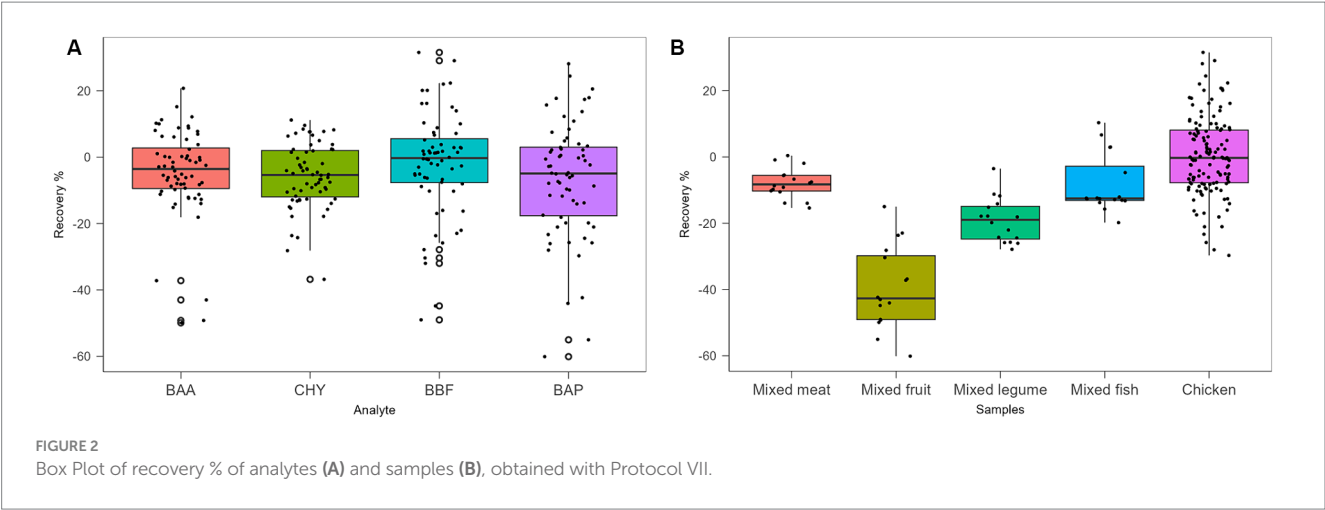 A
20
0
-20
-40
-60
Recovery %
BAA CHY BBF BAP
Analyte
B
20
0
-20
-40
-60
Recovery %
Mixed meat Mixed fruit Mixed legume Mixed fish Chicken
Samples
FIGURE 2
Box Plot of recovery % of analytes (A) and samples (B), obtained with Protocol VII.